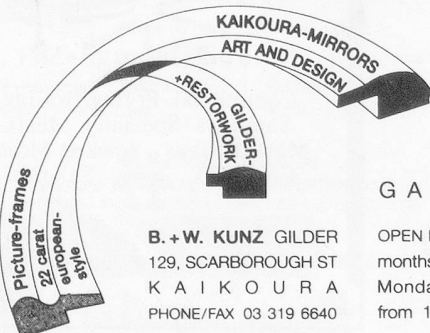 KAIKOURA-MIRRORS
ART AND DESIGN
GILDER-
+RESTORWORK
Picture-frames
22 carat
european-
style
B. + W. KUNZ GILDER
129, SCARBOROUGH ST
KAIKOURA
PHONE/FAX 03 319 6640
G A
OPEN
months
Monda
from 1